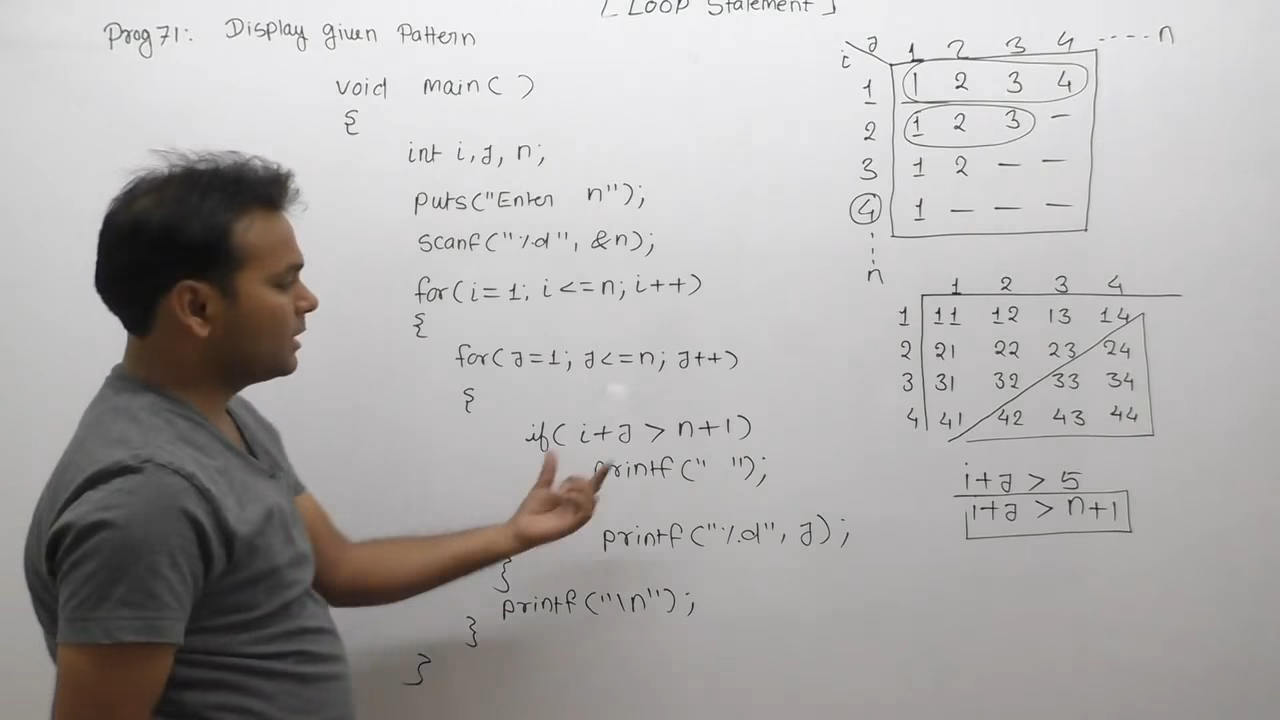 [ Loop Statement ]
Prog 71: Display given Pattern
void main( )
{
int i, J, n;
puts("Enter n");
scanf("%d", &n);
for(i=1; i<=n; i++)
{
for(J=1; J<=n; J++)
{
if( i+J > n+1)
printf(" ");
printf("%d", J);
}
printf("\n");
}
}
J 1 2 3 4 ----- n
i
1 1 2 3 4
2 1 2 3 —
3 1 2 — —
4 1 — — —
n
1 2 3 4
1 11 12 13 14
2 21 22 23 24
3 31 32 33 34
4 41 42 43 44
i+J > 5
i+J > n+1